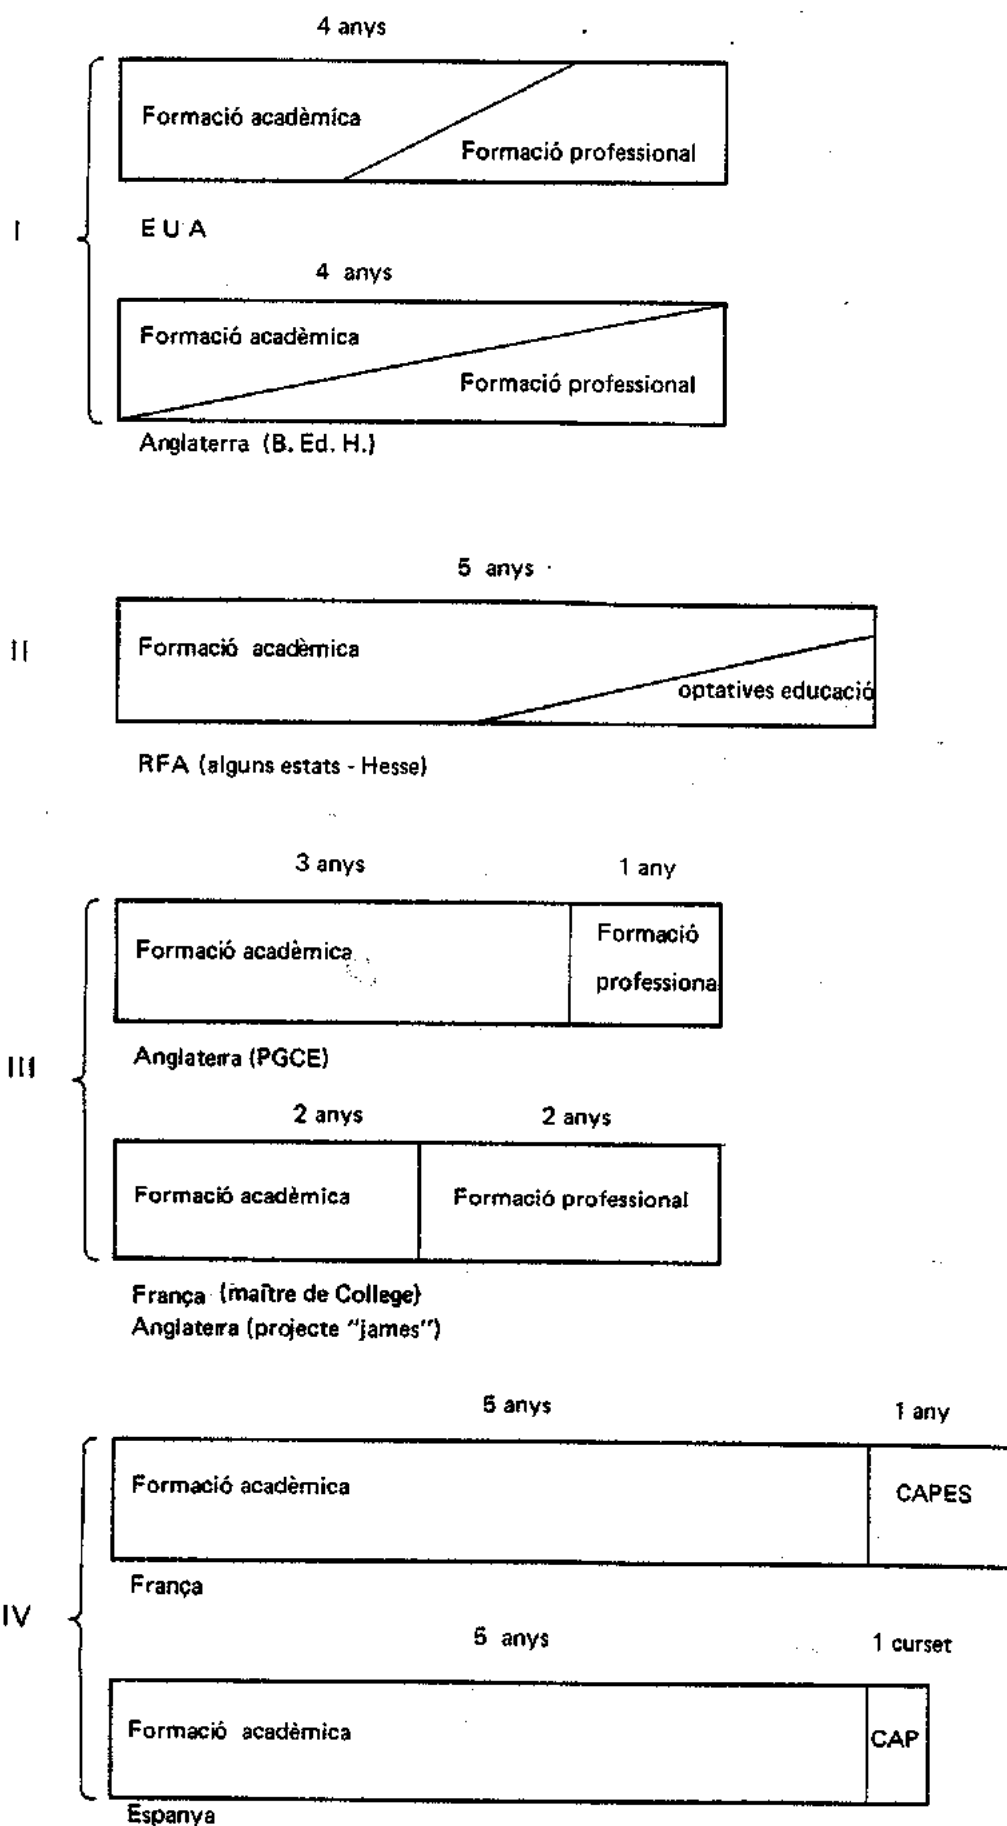 4 anys
Formació acadèmica
Formació professional
I
E U A
4 anys
Formació acadèmica
Formació professional
Anglaterra (B. Ed. H.)
5 anys
II
Formació acadèmica
optatives educació
RFA (alguns estats - Hesse)
3 anys
1 any
Formació acadèmica
Formació
professiona
Anglaterra (PGCE)
III
2 anys
2 anys
Formació acadèmica
Formació professional
França (maître de College)
Anglaterra (projecte "james")
5 anys
1 any
Formació acadèmica
CAPES
França
IV
5 anys
1 curset
Formació acadèmica
CAP
Espanya